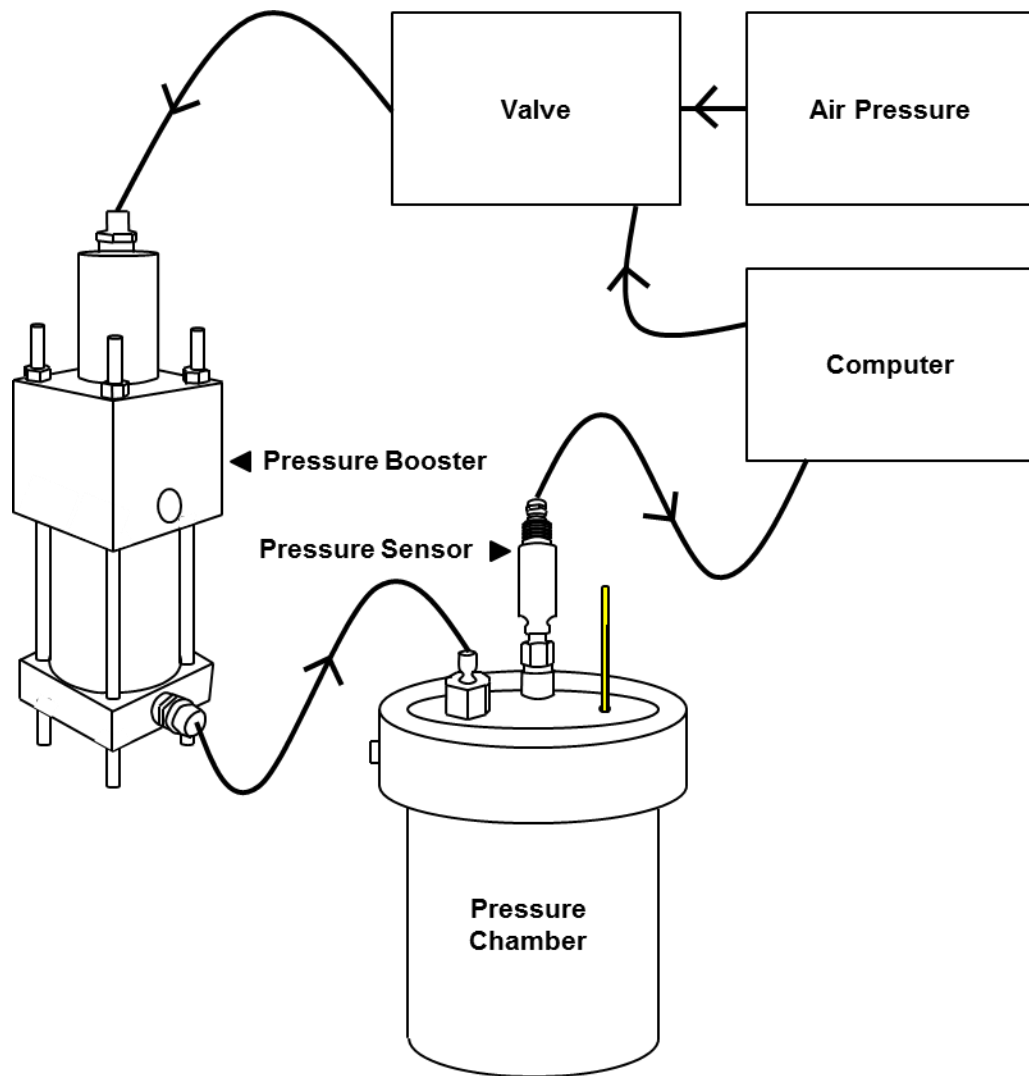 Valve
Air Pressure
Computer
Pressure Booster
Pressure Sensor
Pressure
Chamber